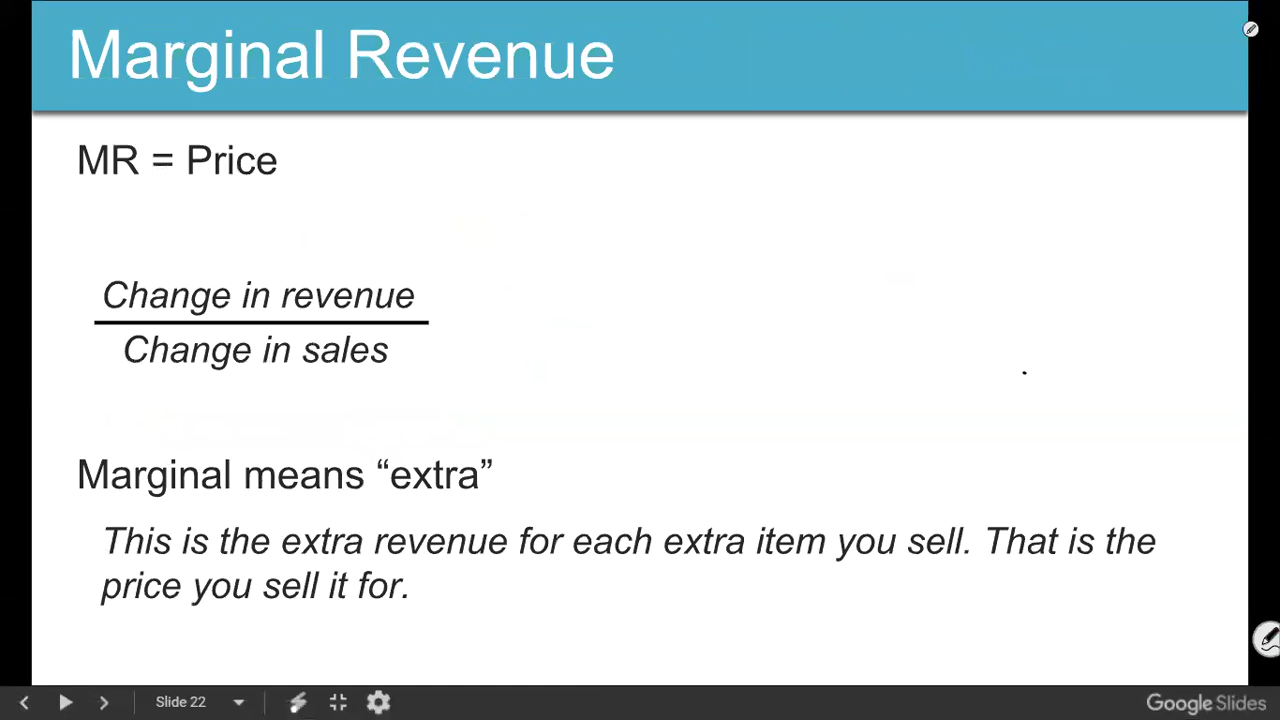 Marginal Revenue
MR = Price
Change in revenue
Change in sales
Marginal means “extra”
This is the extra revenue for each extra item you sell. That is the
price you sell it for.
Slide 22
Google Slides